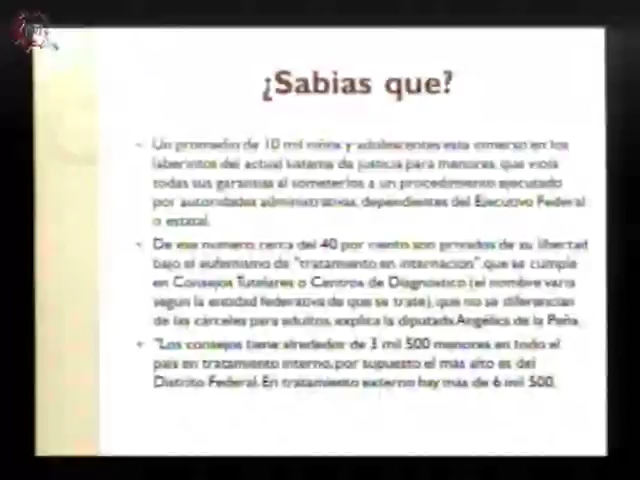 ¿Sabias que?
Un promedio de 10 mil niños y adolescentes esta inmerso en los
laberintos del actual sistema de justicia para menores, que viola
todas sus garantías al someterlos a un procedimiento ejecutado
por autoridades administrativas, dependientes del Ejecutivo Federal
o estatal.
De ese numero cerca del 40 por ciento son privados de su libertad
bajo el eufemismo de "tratamiento en internación", que se cumple
en Consejos Tutelares o Centros de Diagnostico (el nombre varia
según la entidad federativa de que se trate), que no se diferencian
de las cárceles para adultos, explica la diputada Angélica de la Peña.
"Los consejos tiene alrededor de 3 mil 500 menores en todo el
país en tratamiento interno, por supuesto el más alto es del
Distrito Federal. En tratamiento externo hay más de 6 mil 500.